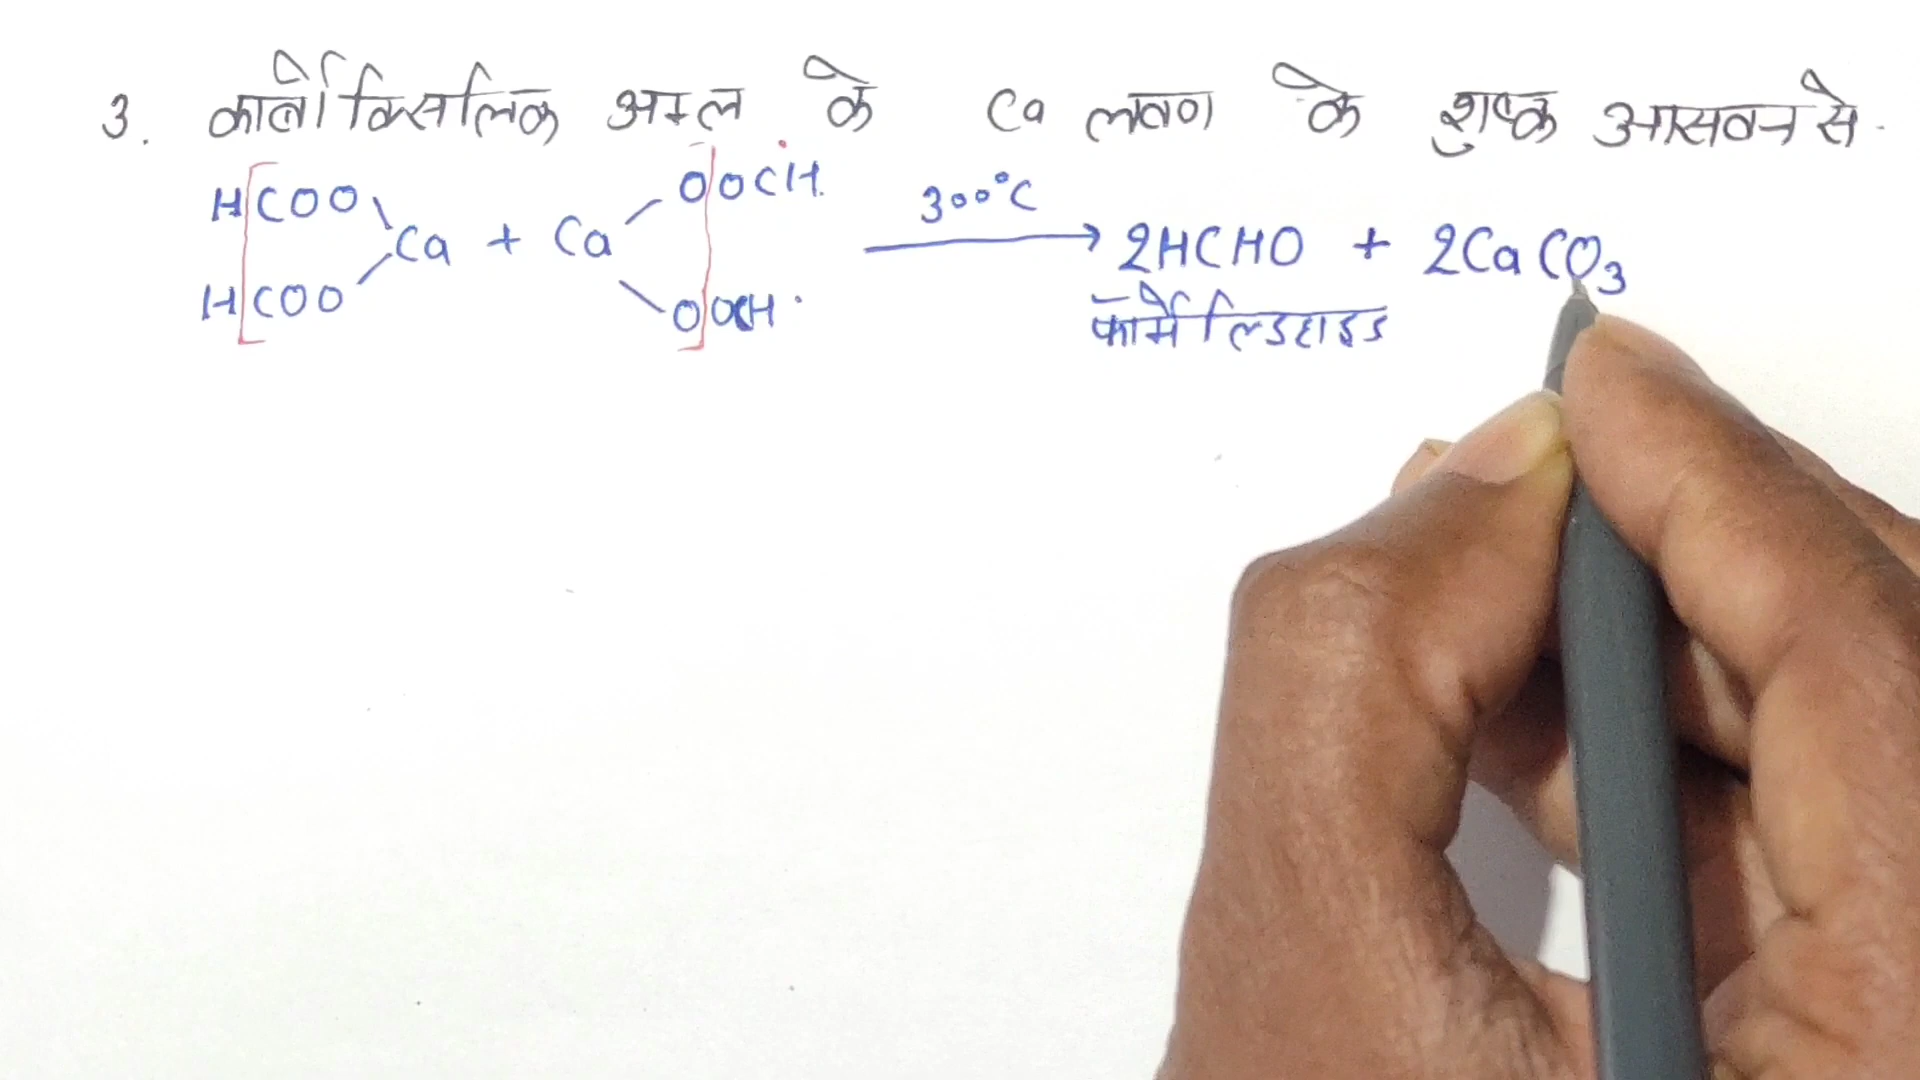 3. कार्बोक्सिलिक अम्ल के Ca लवण के शुष्क आसवन से.
HCOO OOCH.
300°C
Ca + Ca → 2HCHO + 2CaCO₃
HCOO OOCH.
फॉर्मेल्डिहाइड